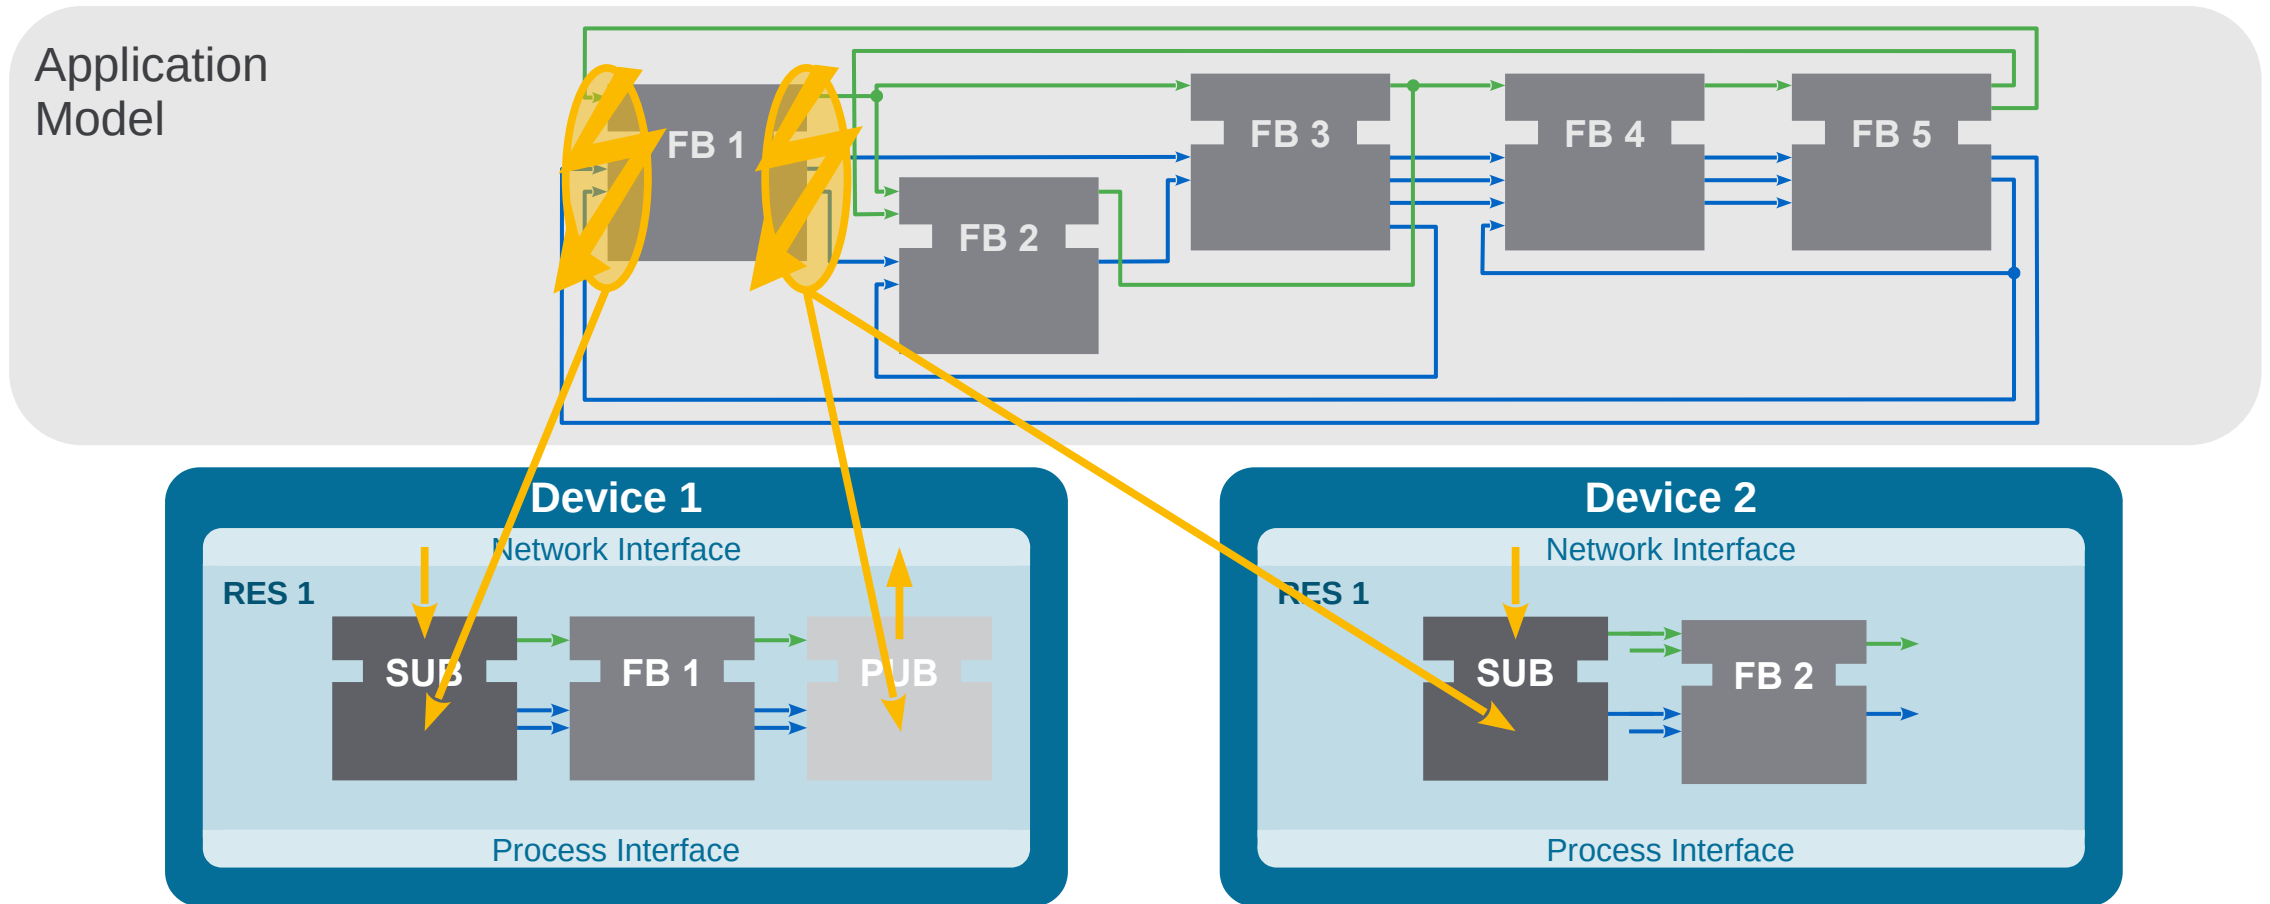 Application
Model
FB 1
FB 2
FB 3
FB 4
FB 5
Device 1
Network Interface
RES 1
SUB
FB 1
PUB
Process Interface
Device 2
Network Interface
RES 1
SUB
FB 2
Process Interface